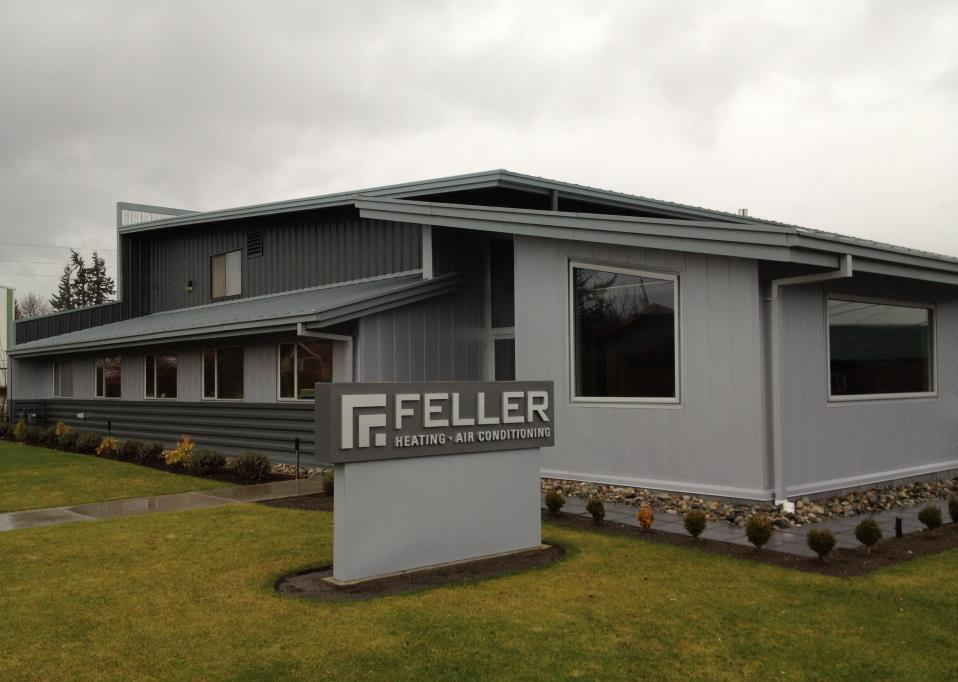 FELLER
HEATING • AIR CONDITIONING